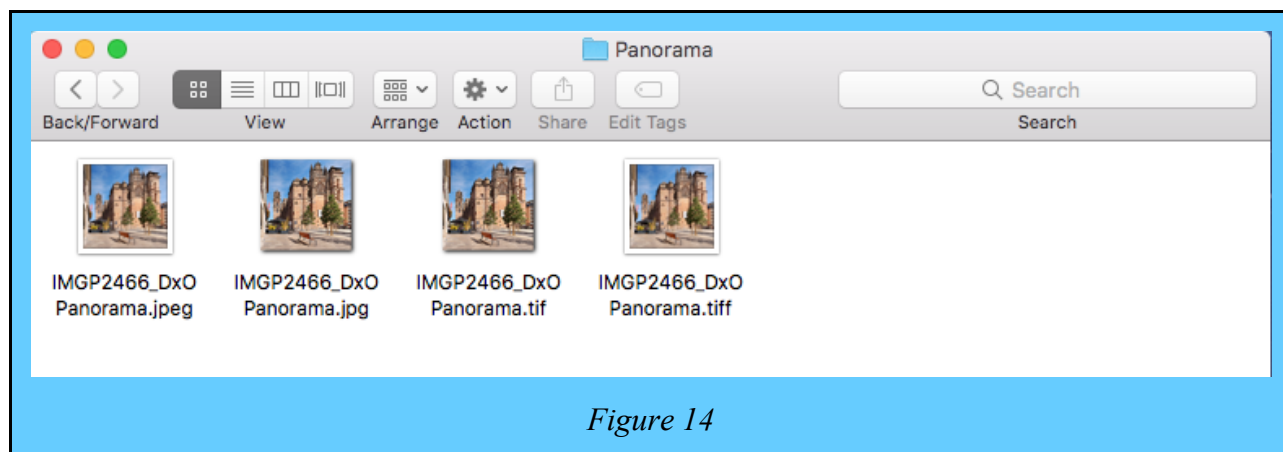 Panorama
Search
Back/Forward View Arrange Action Share Edit Tags Search
IMGP2466_DxO IMGP2466_DxO IMGP2466_DxO IMGP2466_DxO
Panorama.jpeg Panorama.jpg Panorama.tif Panorama.tiff
Figure 14